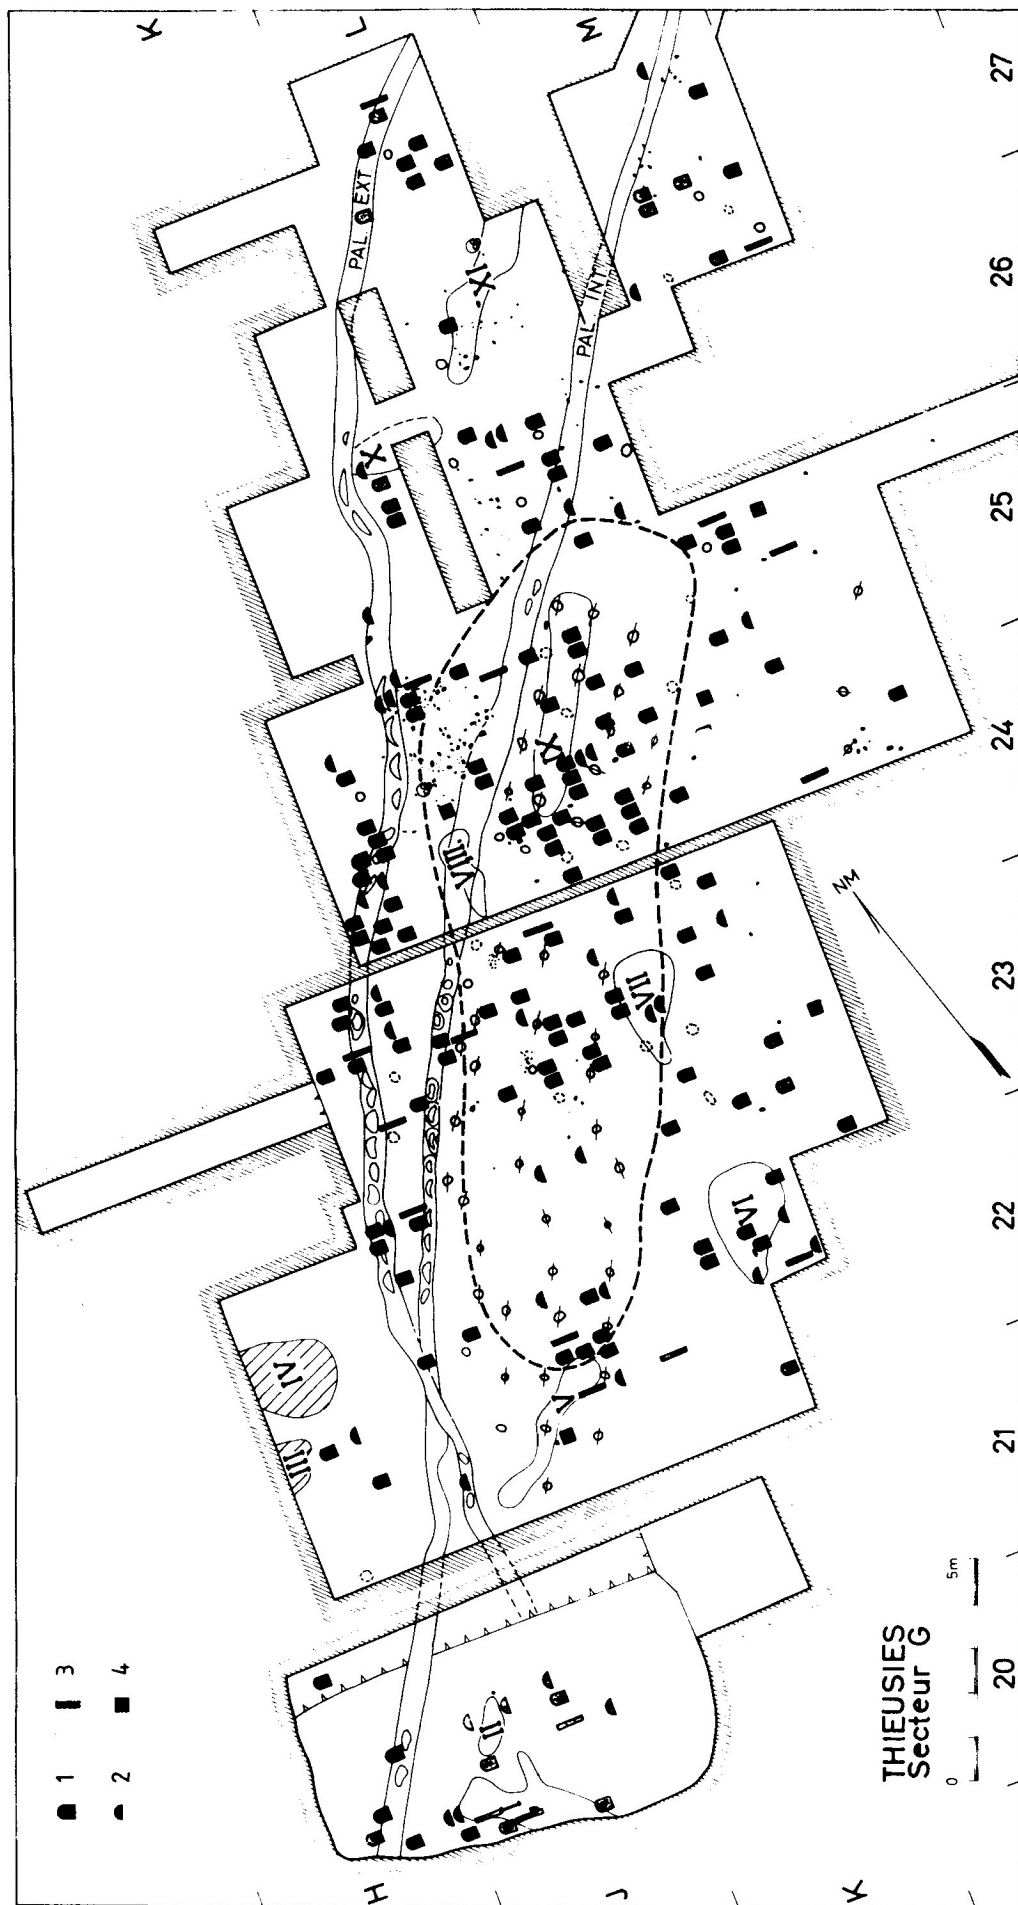 K
L
M
27
PAL EXT
XI
26
PAL INT
X
25
IX
24
VIII
NM
VII
23
VI
22
IV
V
III
21
1
3
2
4
II
I
H
J
K
THIEUSIES
Secteur G
0
5m
20